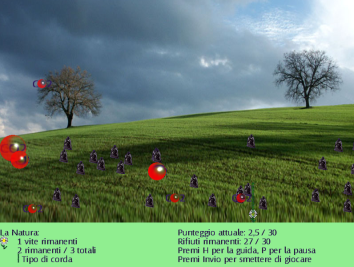 La Natura:
1 vite rimanenti
2 rimanenti / 3 totali
1 Tipo di corda
Punteggio attuale: 2,5 / 30
Rifiuti rimanenti: 27 / 30
Premi H per la guida, P per la pausa
Premi Invio per smettere di giocare